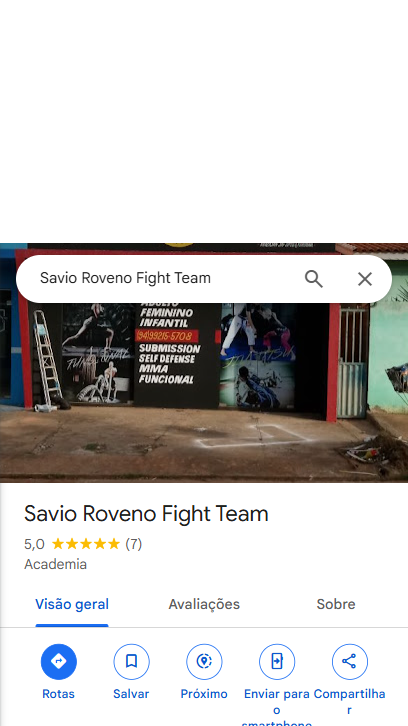 Savio Roveno Fight Team
ADULTO
FEMININO
INFANTIL
(94)99215-5708
SUBMISSION
SELF DEFENSE
MMA
FUNCIONAL
Savio Roveno Fight Team
5,0 ★★★★★ (7)
Academia
Visão geral Avaliações Sobre
Rotas Salvar Próximo Enviar para o smartphone Compartilhar